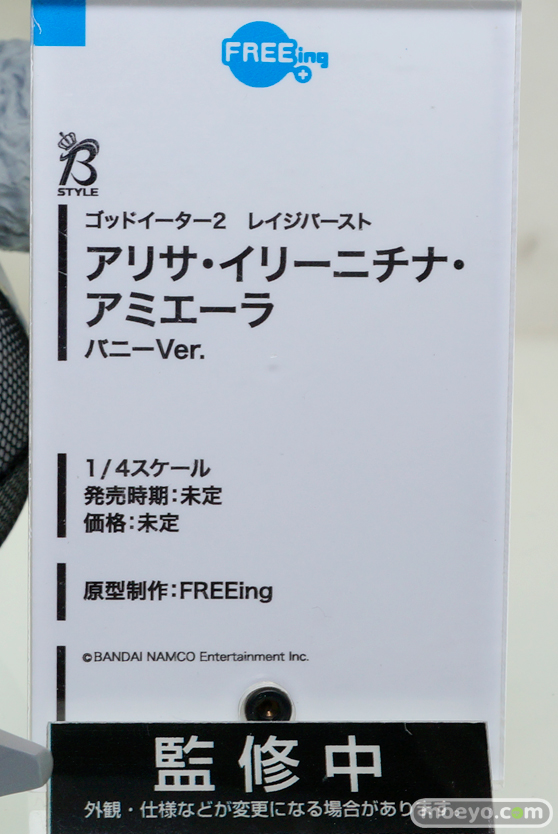 FREEing
B
STYLE
ゴッドイーター2 レイジバースト
アリサ・イリーニチナ・
アミエーラ
バニーVer.
1/4スケール
発売時期：未定
価格：未定
原型制作：FREEing
©BANDAI NAMCO Entertainment Inc.
監修中
外観・仕様などが変更になる場合があります。
nnoeyo.com